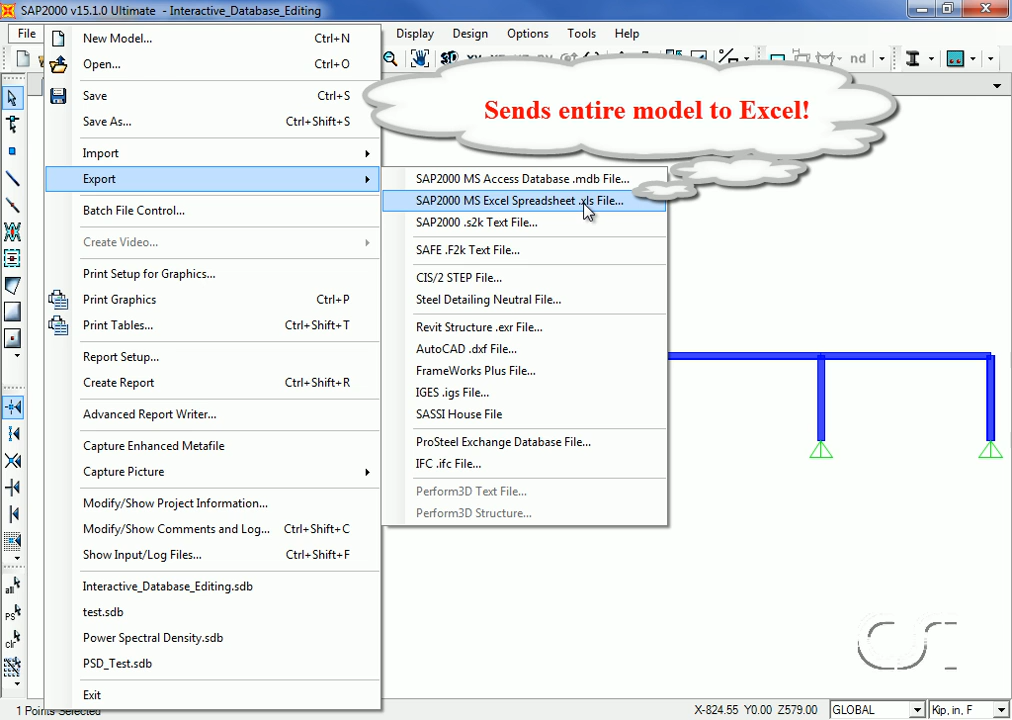 SAP2000 v15.1.0 Ultimate - Interactive_Database_Editing
File
Display
Design
Options
Tools
Help
nd
New Model... Ctrl+N
Open... Ctrl+O
Save Ctrl+S
Save As... Ctrl+Shift+S
Import
Export
Batch File Control...
Create Video...
Print Setup for Graphics...
Print Graphics Ctrl+P
Print Tables... Ctrl+Shift+T
Report Setup...
Create Report Ctrl+Shift+R
Advanced Report Writer...
Capture Enhanced Metafile
Capture Picture
Modify/Show Project Information...
Modify/Show Comments and Log... Ctrl+Shift+C
Show Input/Log Files... Ctrl+Shift+F
Interactive_Database_Editing.sdb
test.sdb
Power Spectral Density.sdb
PSD_Test.sdb
Exit
Sends entire model to Excel!
SAP2000 MS Access Database .mdb File...
SAP2000 MS Excel Spreadsheet .xls File...
SAP2000 .s2k Text File...
SAFE .F2k Text File...
CIS/2 STEP File...
Steel Detailing Neutral File...
Revit Structure .exr File...
AutoCAD .dxf File...
FrameWorks Plus File...
IGES .igs File...
SASSI House File
ProSteel Exchange Database File...
IFC .ifc File...
Perform3D Text File...
Perform3D Structure...
all
PS
clr
CSI
1 Points Selected
X-824.55 Y0.00 Z579.00
GLOBAL
Kip, in, F